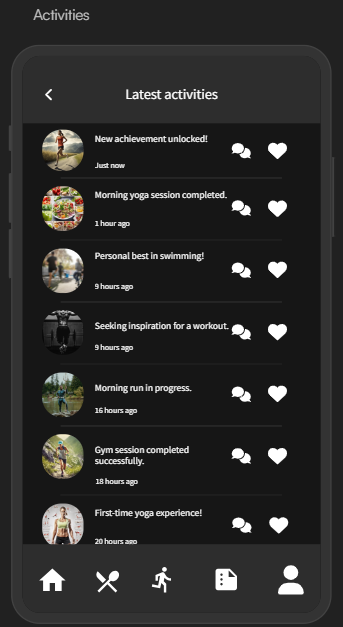 Activities
Latest activities
New achievement unlocked!
Just now
Morning yoga session completed.
1 hour ago
Personal best in swimming!
9 hours ago
Seeking inspiration for a workout.
9 hours ago
Morning run in progress.
16 hours ago
Gym session completed
successfully.
18 hours ago
First-time yoga experience!
20 hours ago